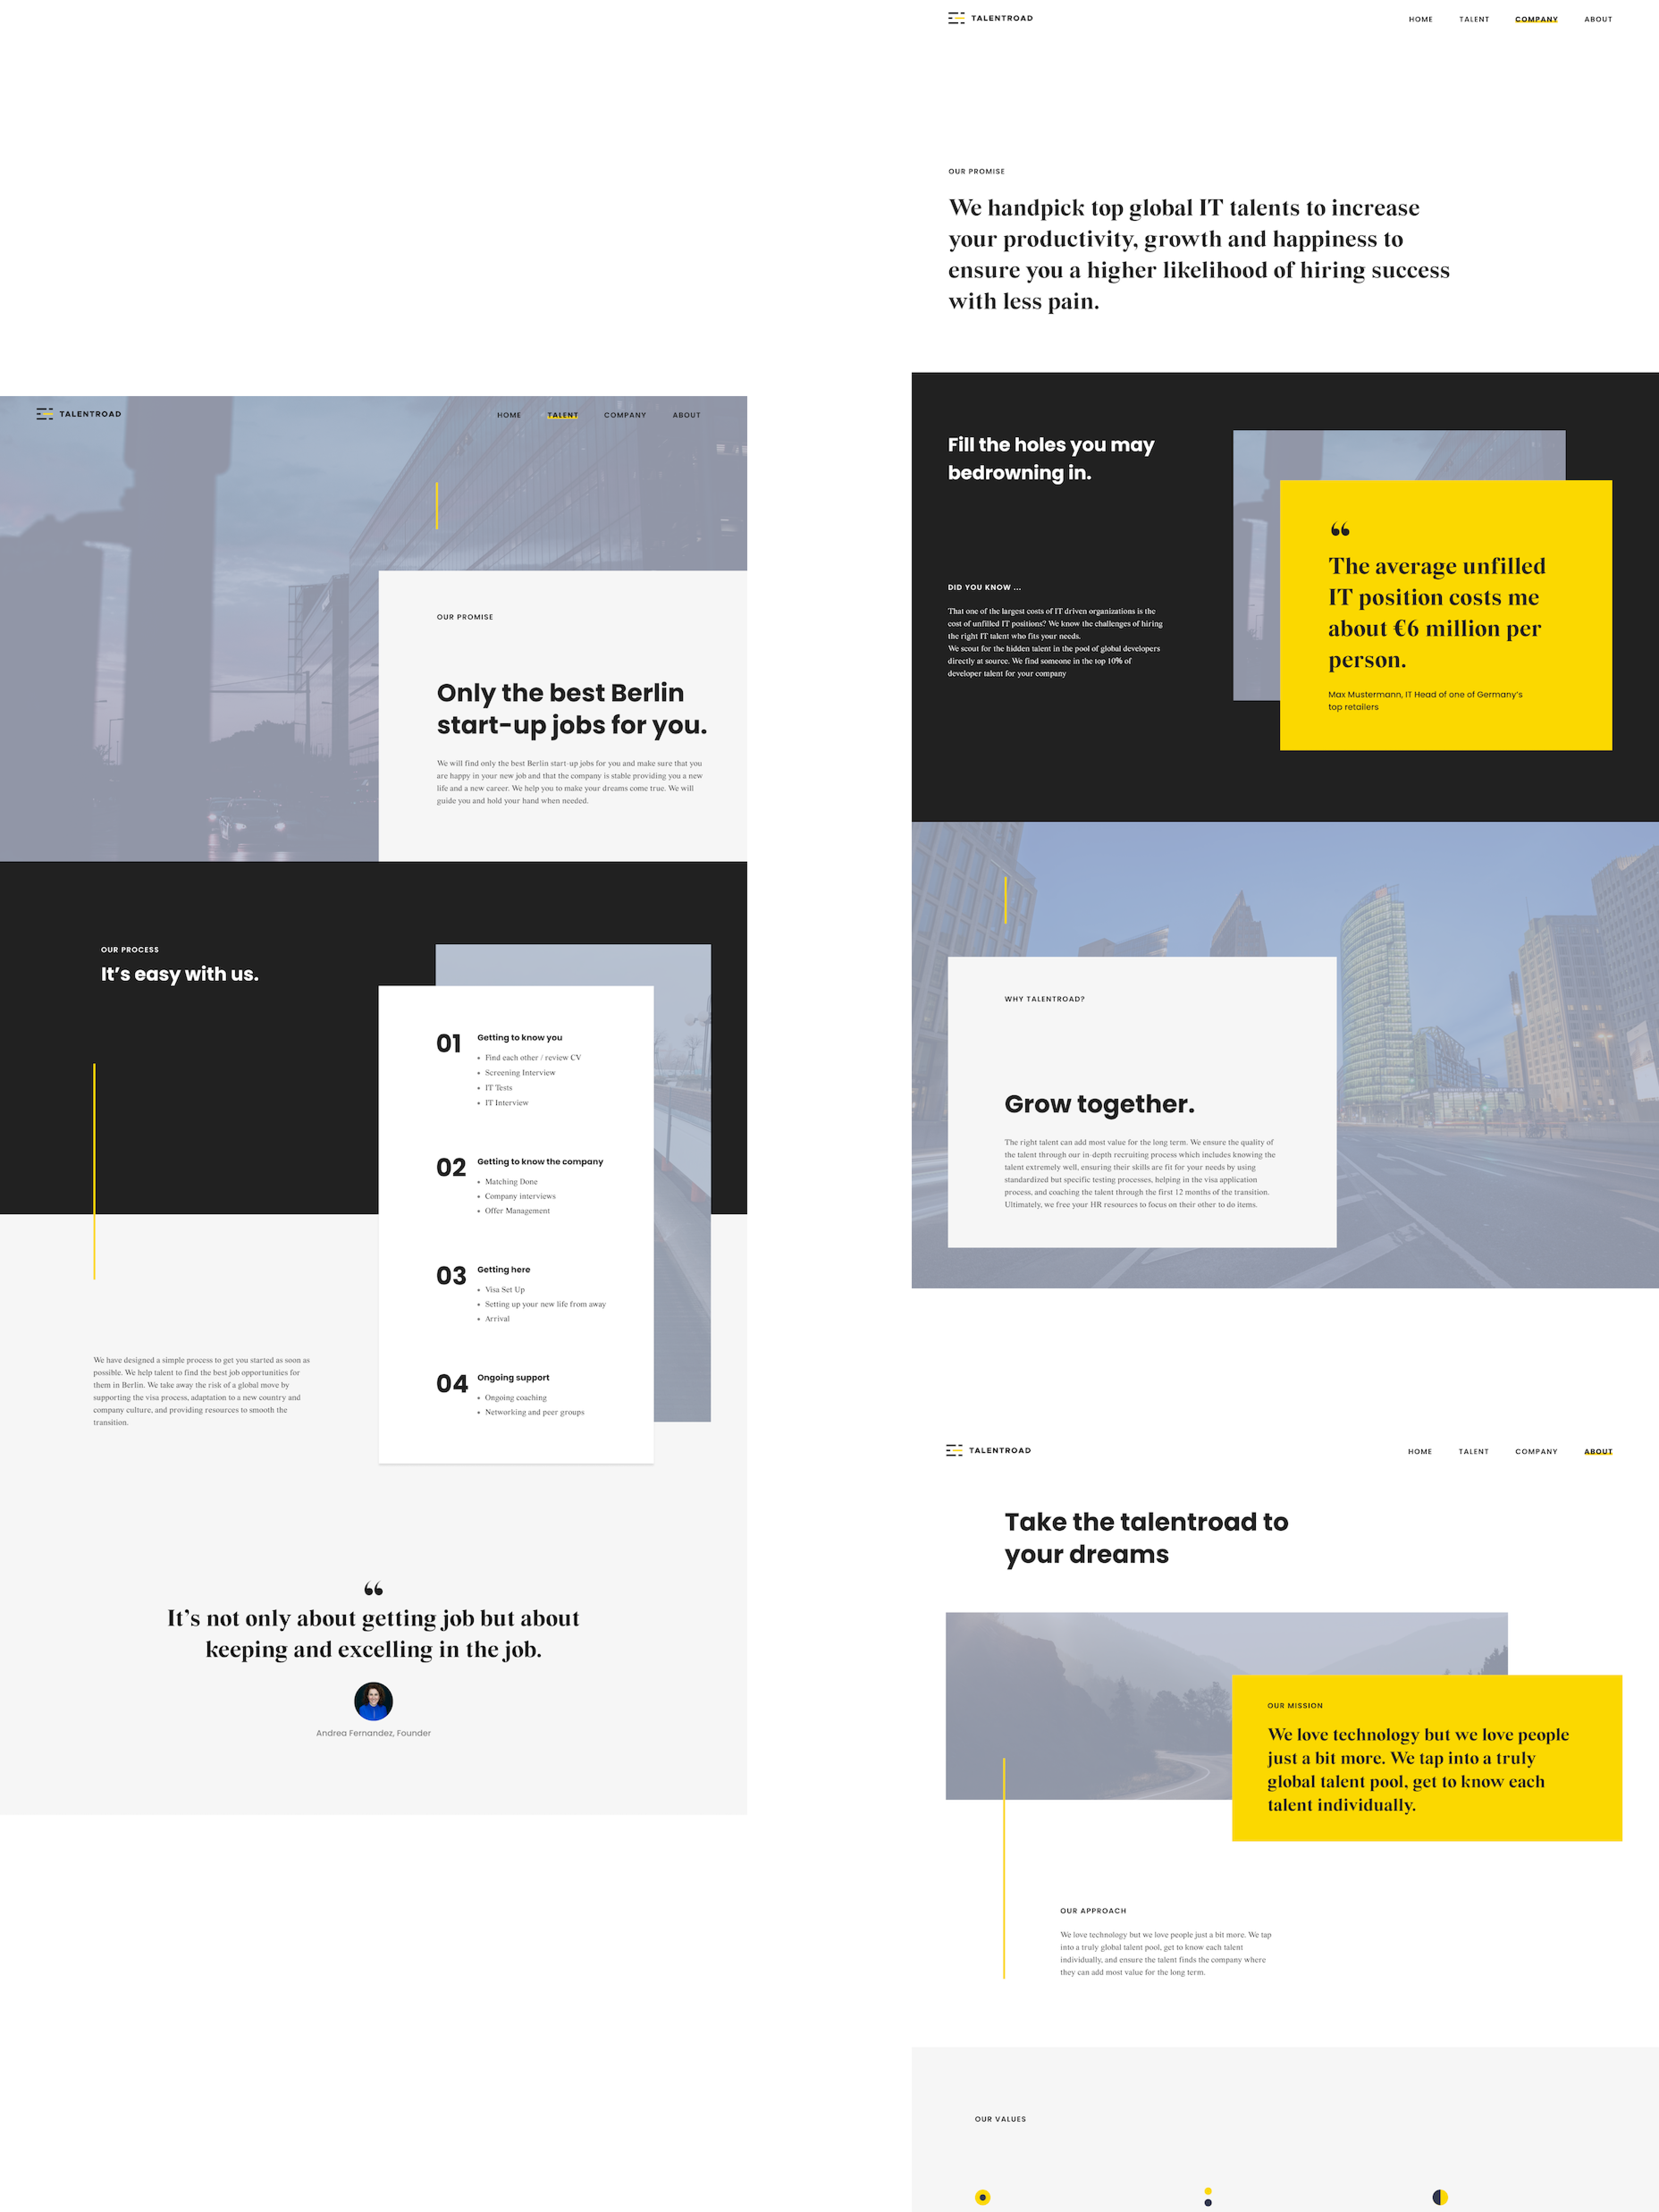 TALENTROAD
HOME TALENT COMPANY ABOUT
OUR PROMISE
Only the best Berlin
start-up jobs for you.
We will find only the best Berlin start-up jobs for you and make sure that you
are happy in your new job and that the company is stable providing you a new
life and a new career. We help you to make your dreams come true. We will
guide you and hold your hand when needed.
OUR PROCESS
It's easy with us.
01 Getting to know you
• Find each other / review CV
• Screening Interview
• IT Tests
• IT Interview
02 Getting to know the company
• Matching Done
• Company interviews
• Offer Management
03 Getting here
• Visa Set Up
• Setting up your new life from away
• Arrival
04 Ongoing support
• Ongoing coaching
• Networking and peer groups
We have designed a simple process to get you started as soon as
possible. We help talent to find the best job opportunities for
them in Berlin. We take away the risk of a global move by
supporting the visa process, adaptation to a new country and
company culture, and providing resources to smooth the
transition.
“
It’s not only about getting job but about
keeping and excelling in the job.
Andrea Fernandez, Founder
TALENTROAD
HOME TALENT COMPANY ABOUT
OUR PROMISE
We handpick top global IT talents to increase
your productivity, growth and happiness to
ensure you a higher likelihood of hiring success
with less pain.
Fill the holes you may
bedrowning in.
DID YOU KNOW ...
That one of the largest costs of IT driven organizations is the
cost of unfilled IT positions? We know the challenges of hiring
the right IT talent who fits your needs.
We scout for the hidden talent in the pool of global developers
directly at source. We find someone in the top 10% of
developer talent for your company
“
The average unfilled
IT position costs me
about €6 million per
person.
Max Mustermann, IT Head of one of Germany’s
top retailers
WHY TALENTROAD?
Grow together.
The right talent can add most value for the long term. We ensure the quality of
the talent through our in-depth recruiting process which includes knowing the
talent extremely well, ensuring their skills are fit for your needs by using
standardized but specific testing processes, helping in the visa application
process, and coaching the talent through the first 12 months of the transition.
Ultimately, we free your HR resources to focus on their other to do items.
TALENTROAD
HOME TALENT COMPANY ABOUT
Take the talentroad to
your dreams
OUR MISSION
We love technology but we love people
just a bit more. We tap into a truly
global talent pool, get to know each
talent individually.
OUR APPROACH
We love technology but we love people just a bit more. We tap
into a truly global talent pool, get to know each talent
individually, and ensure the talent finds the company where
they can add most value for the long term.
OUR VALUES